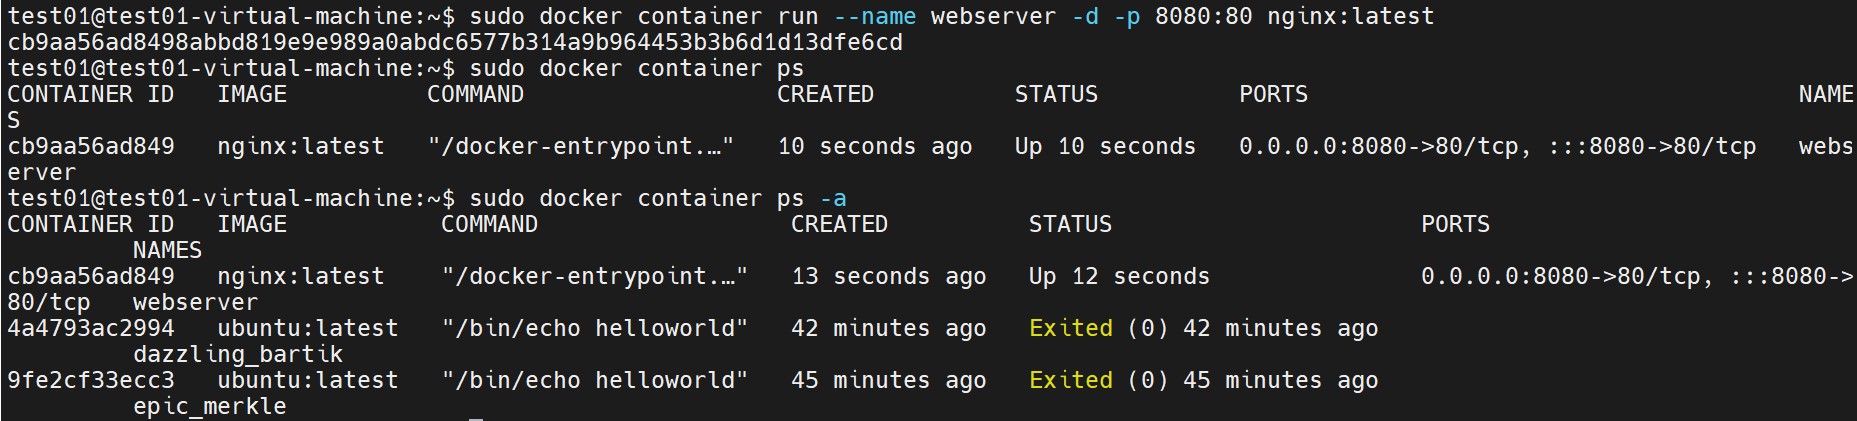 test01@test01-virtual-machine:~$ sudo docker container run --name webserver -d -p 8080:80 nginx:latest
cb9aa56ad8498abbd819e9e989a0abdc6577b314a9b964453b3b6d1d13dfe6cd
test01@test01-virtual-machine:~$ sudo docker container ps
CONTAINER ID   IMAGE          COMMAND                  CREATED          STATUS          PORTS                                   NAME
S
cb9aa56ad849   nginx:latest   "/docker-entrypoint.…"   10 seconds ago   Up 10 seconds   0.0.0.0:8080->80/tcp, :::8080->80/tcp   webs
erver
test01@test01-virtual-machine:~$ sudo docker container ps -a
CONTAINER ID   IMAGE           COMMAND                  CREATED          STATUS                      PORTS
         NAMES
cb9aa56ad849   nginx:latest    "/docker-entrypoint.…"   13 seconds ago   Up 12 seconds               0.0.0.0:8080->80/tcp, :::8080->
80/tcp   webserver
4a4793ac2994   ubuntu:latest   "/bin/echo helloworld"   42 minutes ago   Exited (0) 42 minutes ago
         dazzling_bartik
9fe2cf33ecc3   ubuntu:latest   "/bin/echo helloworld"   45 minutes ago   Exited (0) 45 minutes ago
         epic_merkle